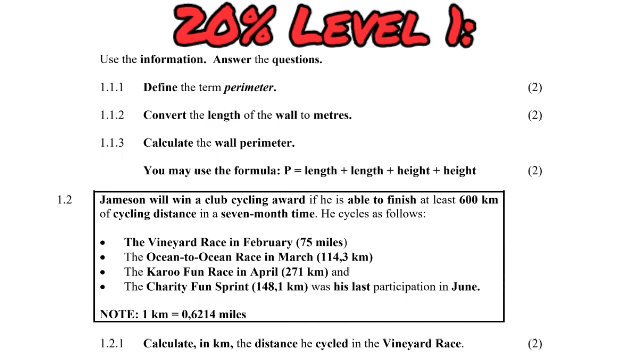 20% LEVEL 1:
Use the information. Answer the questions.
1.1.1 Define the term perimeter. (2)
1.1.2 Convert the length of the wall to metres. (2)
1.1.3 Calculate the wall perimeter.
You may use the formula: P = length + length + height + height (2)
1.2 Jameson will win a club cycling award if he is able to finish at least 600 km
of cycling distance in a seven-month time. He cycles as follows:
• The Vineyard Race in February (75 miles)
• The Ocean-to-Ocean Race in March (114,3 km)
• The Karoo Fun Race in April (271 km) and
• The Charity Fun Sprint (148,1 km) was his last participation in June.
NOTE: 1 km = 0,6214 miles
1.2.1 Calculate, in km, the distance he cycled in the Vineyard Race. (2)